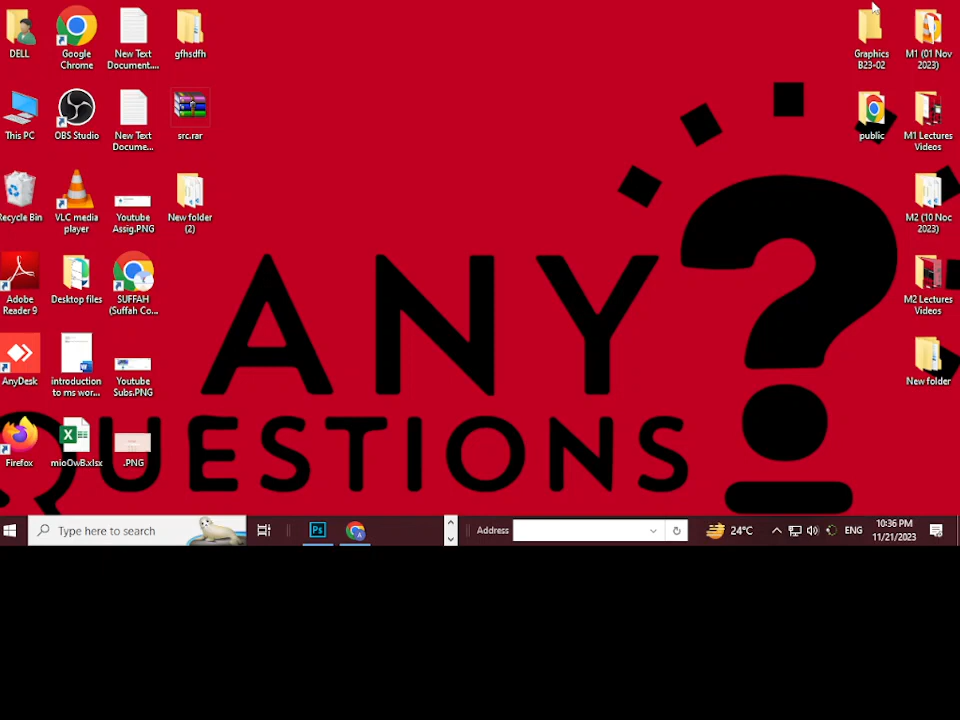 DELL
Google
Chrome
New Text
Document....
gfhsdfh
Graphics
B23-02
M1 (01 Nov
2023)
This PC
OBS Studio
New Text
Docume...
src.rar
public
M1 Lectures
Videos
Recycle Bin
VLC media
player
Youtube
Assig.PNG
New folder
(2)
M2 (10 Noc
2023)
Adobe
Reader 9
Desktop files
SUFFAH
(Suffah Co...
M2 Lectures
Videos
ANY
AnyDesk
introduction
to ms wor...
Youtube
Subs.PNG
New folder
QUESTIONS
Firefox
mioOwB.xlsx
.PNG
Type here to search
Ps
Address
24°C
ENG
10:36 PM
11/21/2023